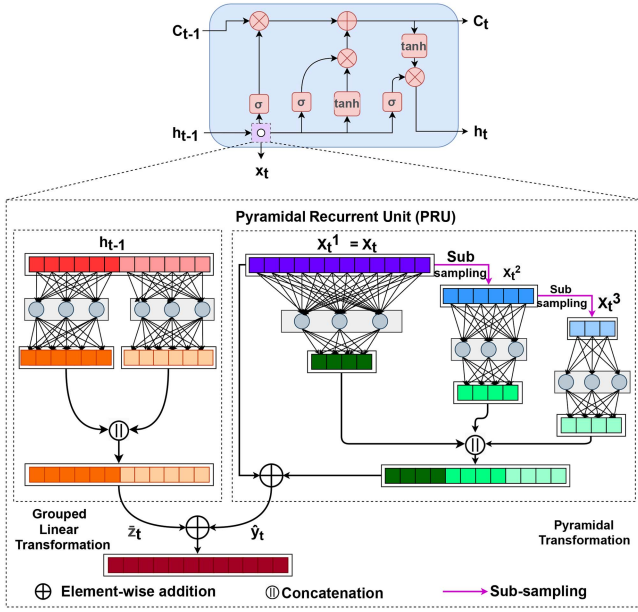 Ct-1
Ct
tanh
σ
σ
tanh
σ
ht-1
ht
xt
Pyramidal Recurrent Unit (PRU)
ht-1
Xt1 = Xt
Sub
sampling
Xt2
Sub
sampling
Xt3
||
||
Grouped
Linear
Transformation
z̄t
ŷt
Pyramidal
Transformation
Element-wise addition
|| Concatenation
Sub-sampling